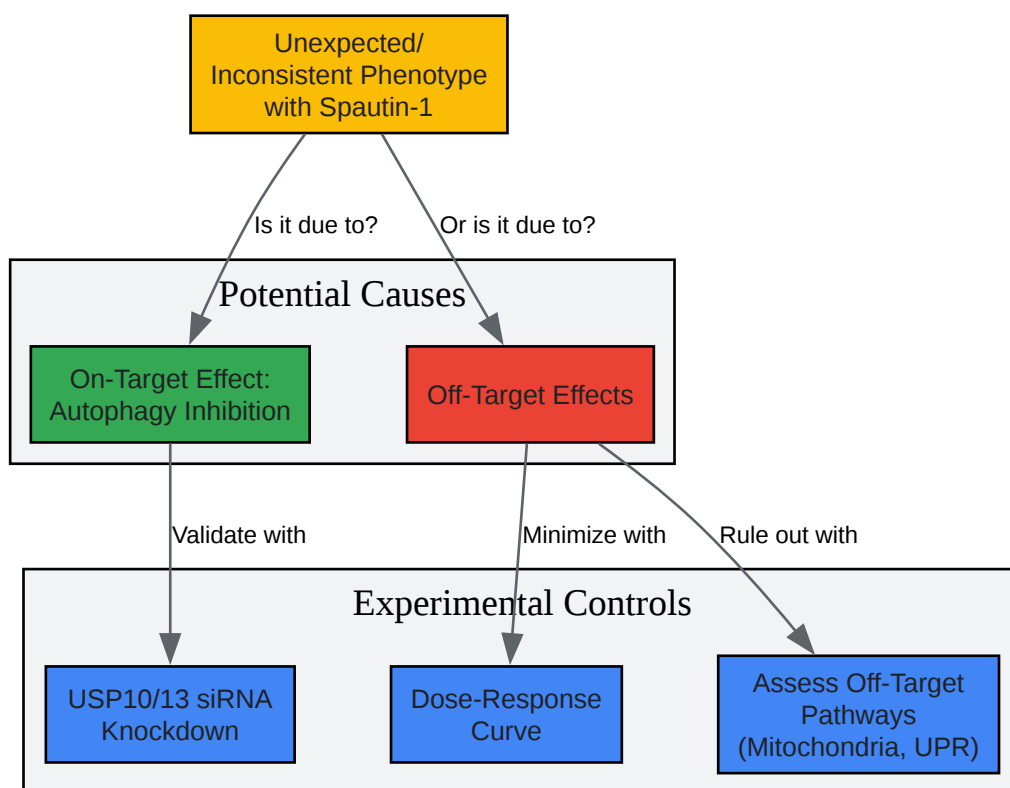 Unexpected/
Inconsistent Phenotype
with Spautin-1
Is it due to?
Or is it due to?
Potential Causes
On-Target Effect:
Autophagy Inhibition
Off-Target Effects
Validate with
Minimize with
Rule out with
Experimental Controls
USP10/13 siRNA
Knockdown
Dose-Response
Curve
Assess Off-Target
Pathways
(Mitochondria, UPR)